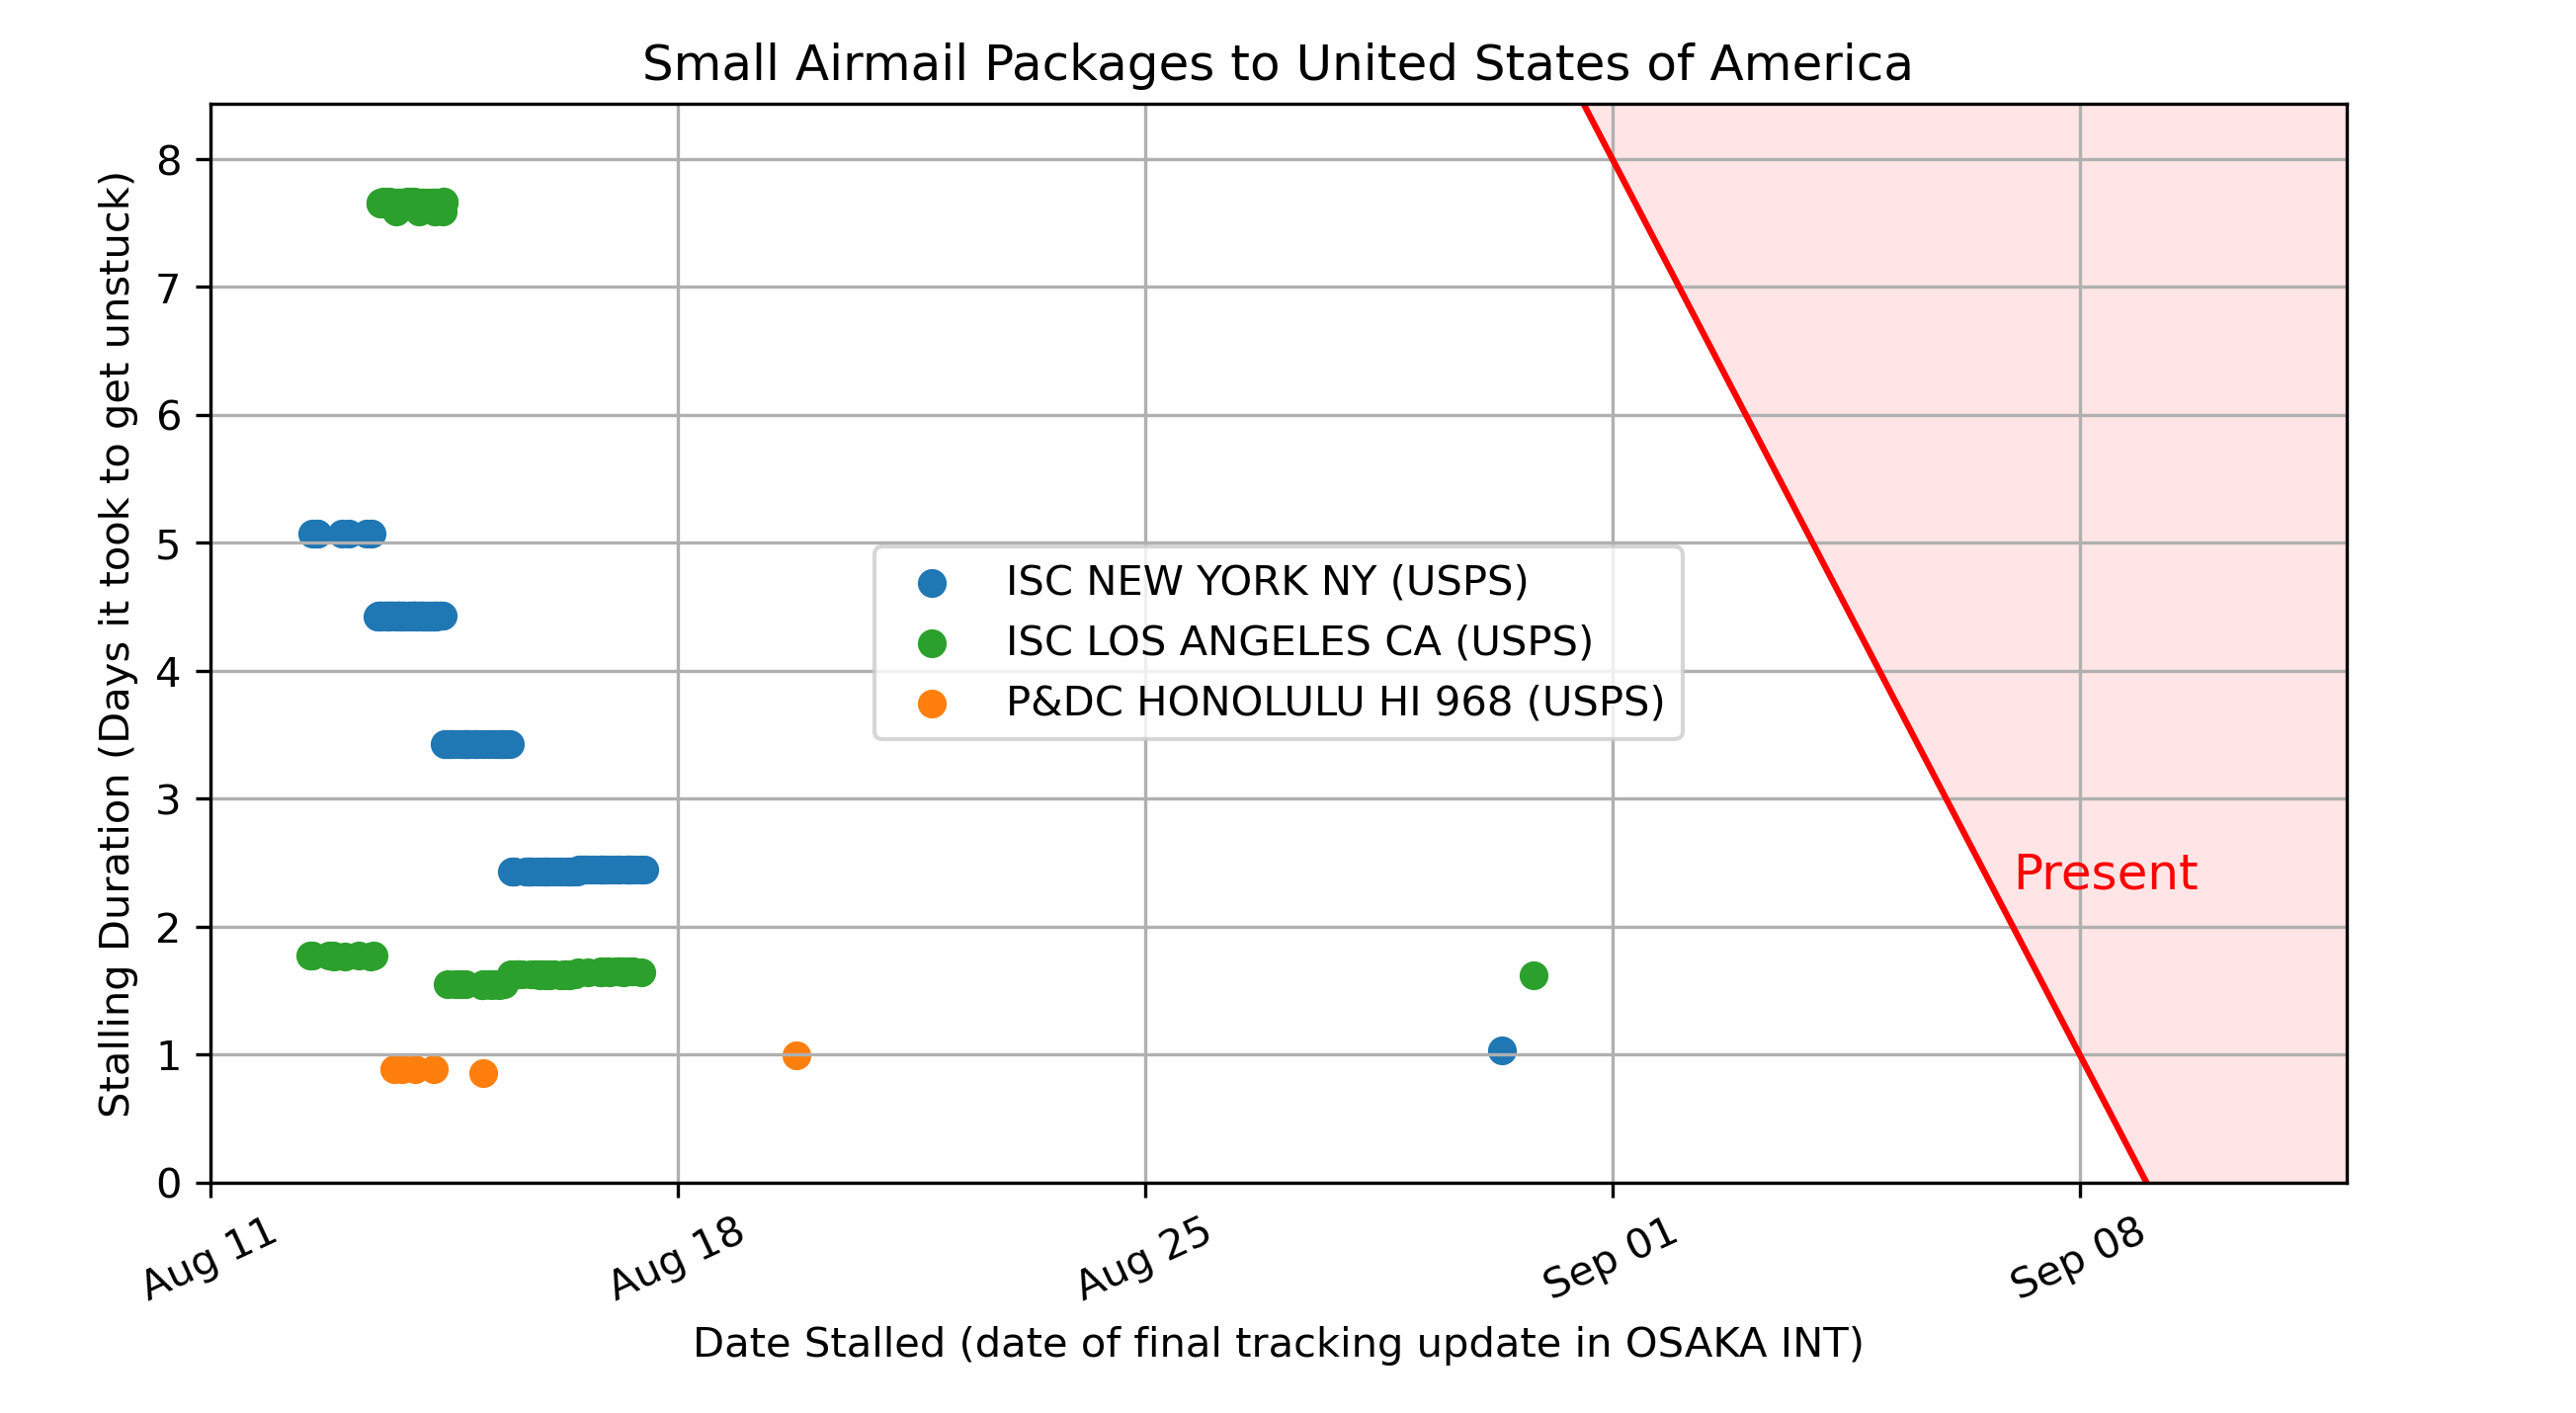 Small Airmail Packages to United States of America
Stalling Duration (Days it took to get unstuck)
8
7
6
5
4
3
2
1
0
ISC NEW YORK NY (USPS)
ISC LOS ANGELES CA (USPS)
P&DC HONOLULU HI 968 (USPS)
Present
Aug 11
Aug 18
Aug 25
Sep 01
Sep 08
Date Stalled (date of final tracking update in OSAKA INT)